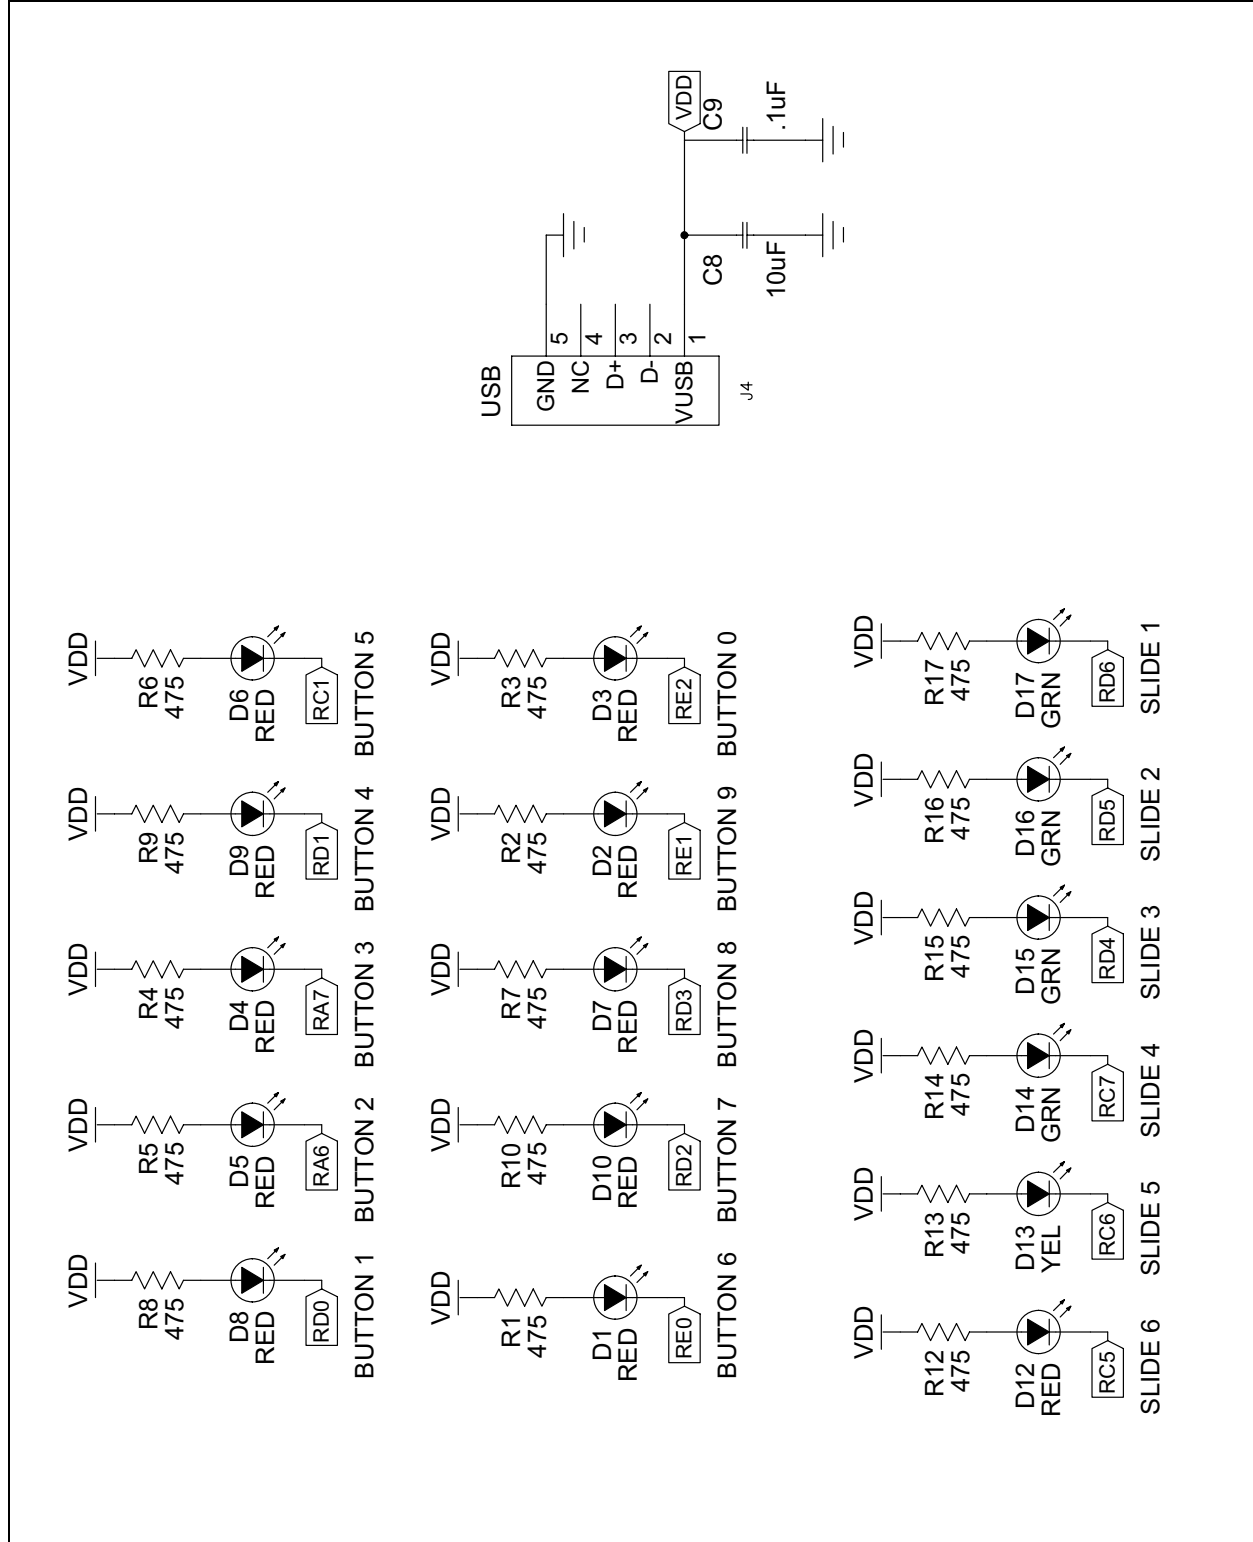 VDD
R8
475
D8
RED
RD0
BUTTON 1
VDD
R5
475
D5
RED
RA6
BUTTON 2
VDD
R4
475
D4
RED
RA7
BUTTON 3
VDD
R9
475
D9
RED
RD1
BUTTON 4
VDD
R6
475
D6
RED
RC1
BUTTON 5
VDD
R1
475
D1
RED
RE0
BUTTON 6
VDD
R10
475
D10
RED
RD2
BUTTON 7
VDD
R7
475
D7
RED
RD3
BUTTON 8
VDD
R2
475
D2
RED
RE1
BUTTON 9
VDD
R3
475
D3
RED
RE2
BUTTON 0
VDD
R12
475
D12
RED
RC5
SLIDE 6
VDD
R13
475
D13
YEL
RC6
SLIDE 5
VDD
R14
475
D14
GRN
RC7
SLIDE 4
VDD
R15
475
D15
GRN
RD4
SLIDE 3
VDD
R16
475
D16
GRN
RD5
SLIDE 2
VDD
R17
475
D17
GRN
RD6
SLIDE 1
USB
GND 5
NC 4
D+ 3
D- 2
VUSB 1
J4
VDD
C8
10uF
C9
.1uF